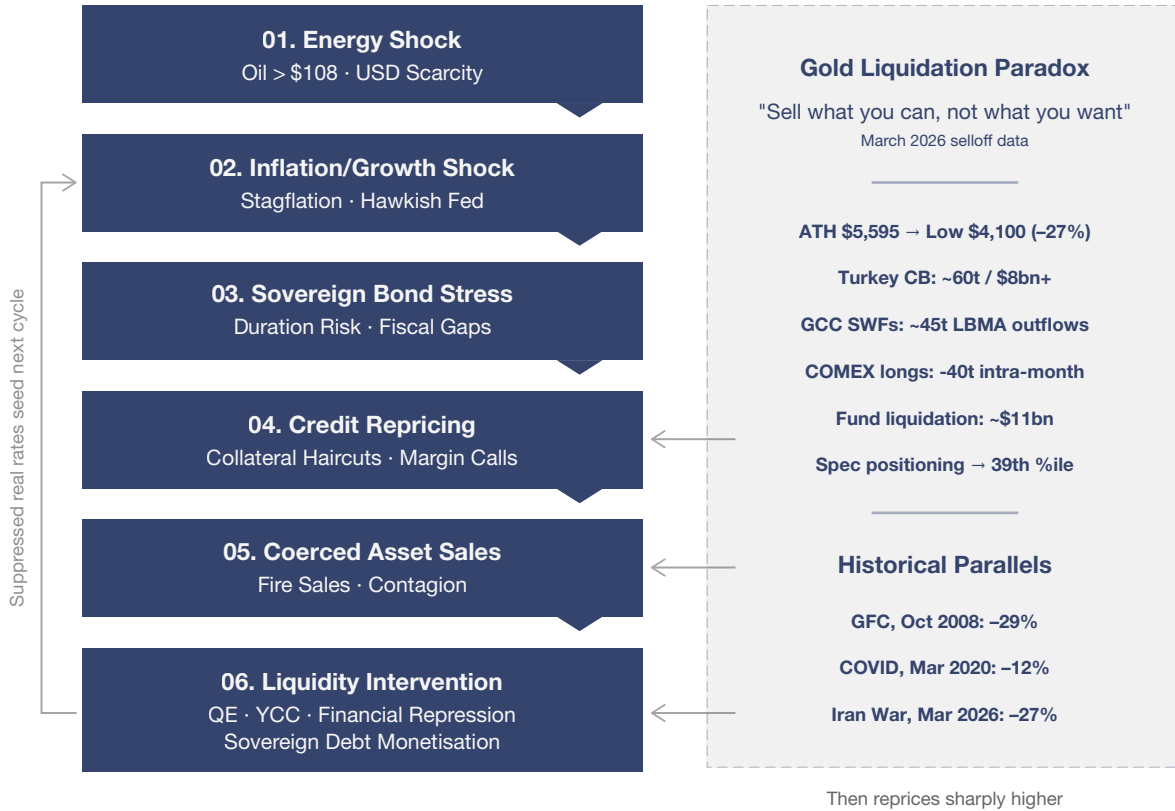 01. Energy Shock
Oil > $108 · USD Scarcity
02. Inflation/Growth Shock
Stagflation · Hawkish Fed
03. Sovereign Bond Stress
Duration Risk · Fiscal Gaps
04. Credit Repricing
Collateral Haircuts · Margin Calls
05. Coerced Asset Sales
Fire Sales · Contagion
06. Liquidity Intervention
QE · YCC · Financial Repression
Sovereign Debt Monetisation
Suppressed real rates seed next cycle
Gold Liquidation Paradox
"Sell what you can, not what you want"
March 2026 selloff data
ATH $5,595 → Low $4,100 (–27%)
Turkey CB: ~60t / $8bn+
GCC SWFs: ~45t LBMA outflows
COMEX longs: -40t intra-month
Fund liquidation: ~$11bn
Spec positioning → 39th %ile
Historical Parallels
GFC, Oct 2008: –29%
COVID, Mar 2020: –12%
Iran War, Mar 2026: –27%
Then reprices sharply higher